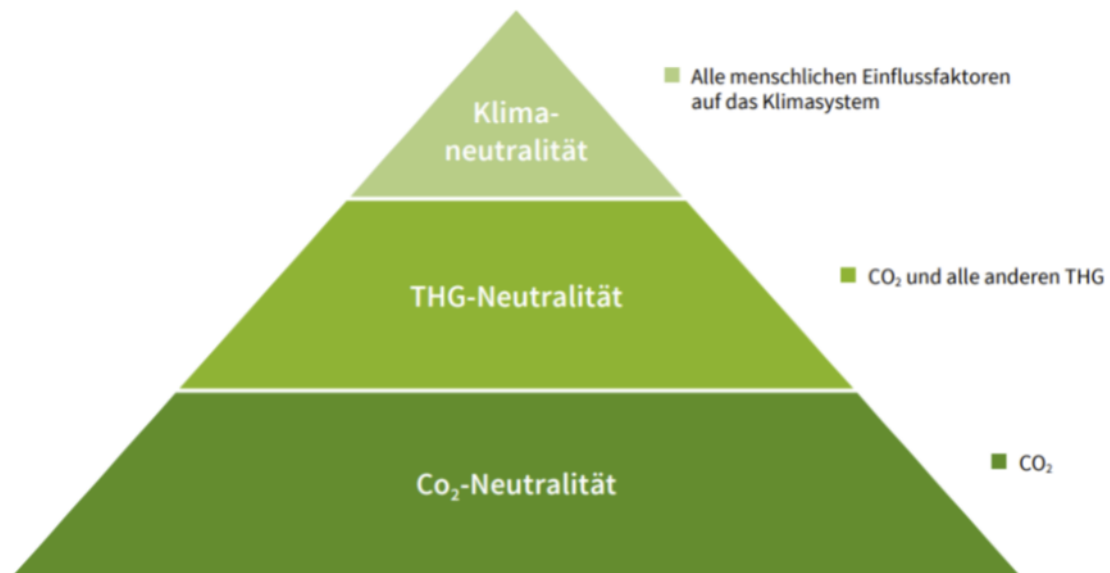 Klima-
neutralität
Alle menschlichen Einflussfaktoren
auf das Klimasystem
THG-Neutralität
CO₂ und alle anderen THG
Co₂-Neutralität
CO₂